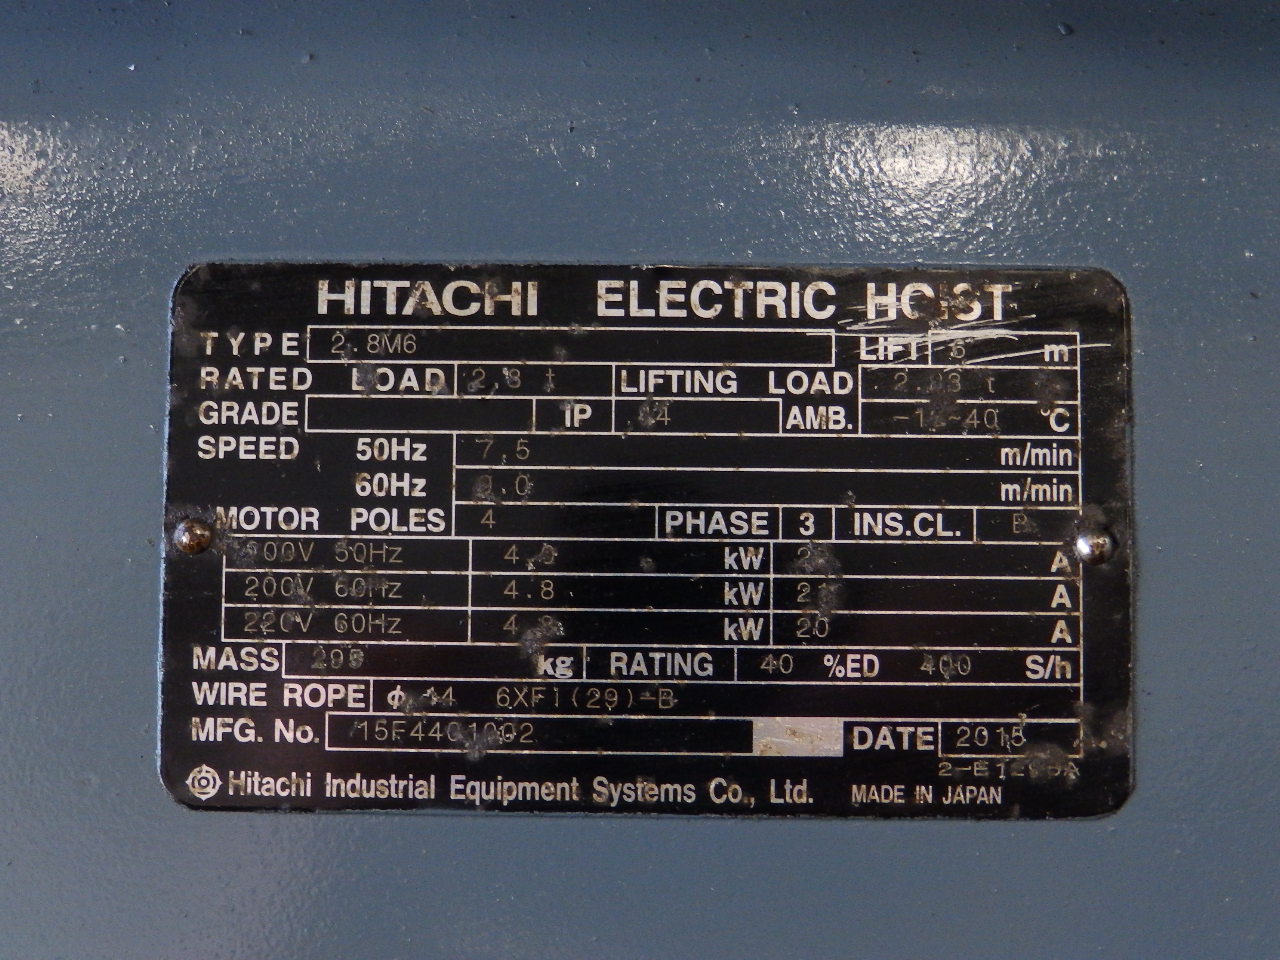 HITACHI ELECTRIC HOIST
TYPE 2.8M6 LIFT 6 m
RATED LOAD 2,8 t LIFTING LOAD t
GRADE IP AMB. °C
SPEED 50Hz 7,5 m/min
60Hz m/min
MOTOR POLES 4 PHASE 3 INS.CL. B
50Hz kW A
200V 60Hz 4.8 kW A
220V 60Hz kW 20 A
MASS kg RATING 40 %ED 400 S/h
WIRE ROPE φ 6XFi(29)-B
MFG. No. DATE 2015
Hitachi Industrial Equipment Systems Co., Ltd. MADE IN JAPAN